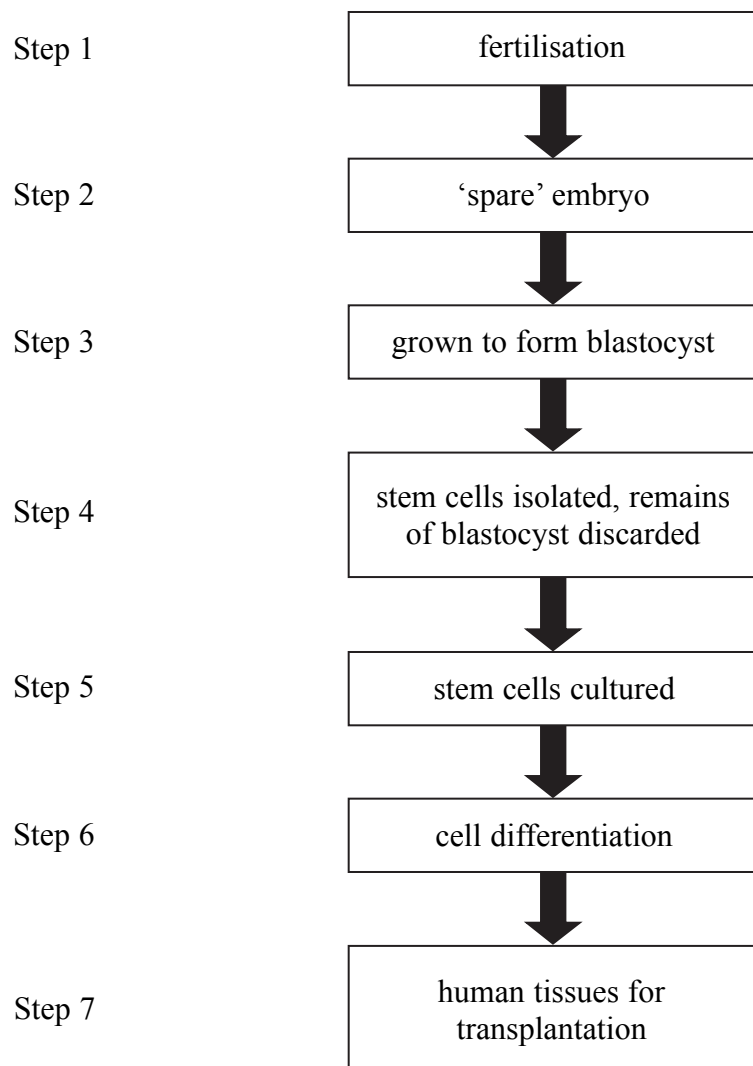 Step 1 fertilisation
Step 2 ‘spare’ embryo
Step 3 grown to form blastocyst
Step 4 stem cells isolated, remains
of blastocyst discarded
Step 5 stem cells cultured
Step 6 cell differentiation
Step 7 human tissues for
transplantation